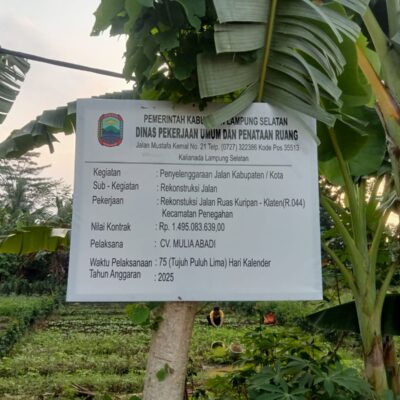 PEMERINTAH KABUPATEN LAMPUNG SELATAN
DINAS PEKERJAAN UMUM DAN PENATAAN RUANG
Jalan Mustafa Kemal No. 21 Telp. (0727) 322386 Kode Pos 35513
Kalianada Lampung Selatan
Kegiatan : Penyelenggaraan Jalan Kabupaten / Kota
Sub - Kegiatan : Rekonstruksi Jalan
Pekerjaan : Rekonstruksi Jalan Ruas Kuripan - Klaten(R.044)
Kecamatan Penegahan
Nilai Kontrak : Rp. 1.495.083.639,00
Pelaksana : CV. MULIA ABADI
Waktu Pelaksanaan : 75 (Tujuh Puluh Lima) Hari Kalender
Tahun Anggaran : 2025